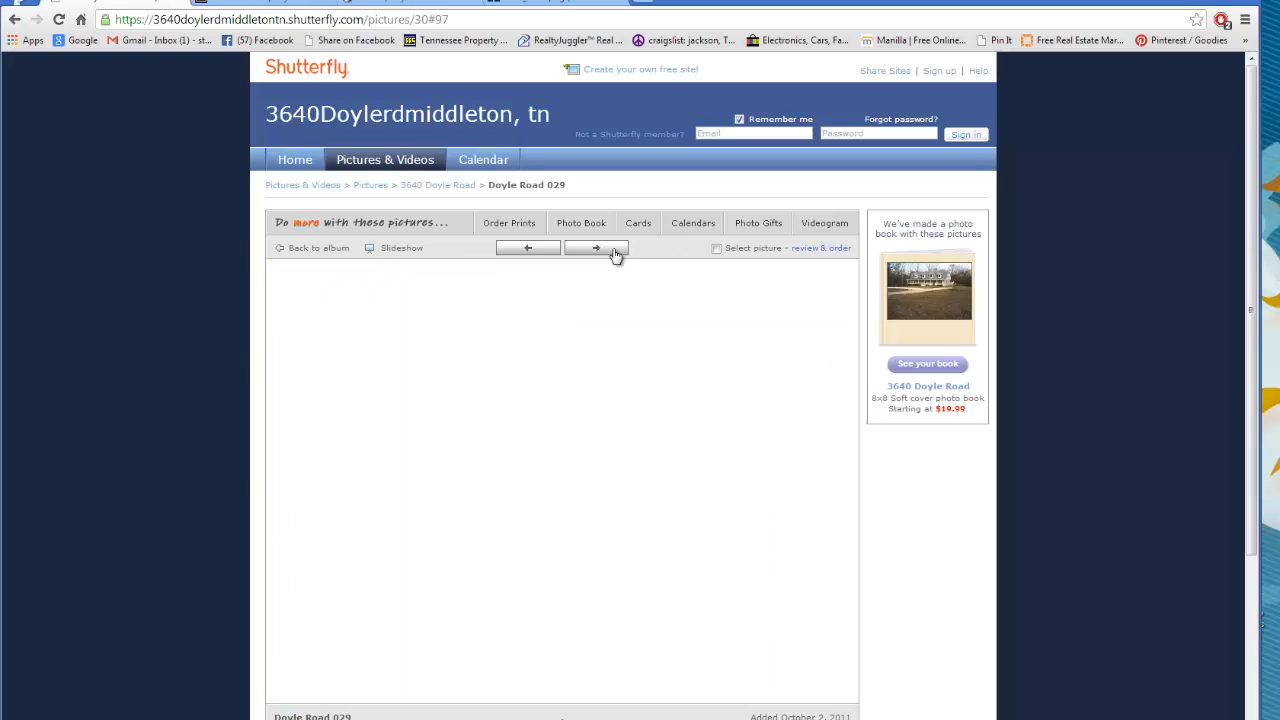 https://3640doylerdmiddletontn.shutterfly.com/pictures/30#97
Apps Google Gmail - Inbox (1) - st... (57) Facebook Share on Facebook Tennessee Property ... RealtyJuggler™ Real ... craigslist: jackson, T... Electronics, Cars, Fa... Manilla | Free Online... Pin It Free Real Estate Mar... Pinterest / Goodies »
Shutterfly.
Create your own free site!
Share Sites | Sign up | Help
3640Doylerdmiddleton, tn
Remember me Forgot password?
Not a Shutterfly member? Email Password Sign in
Home Pictures & Videos Calendar
Pictures & Videos > Pictures > 3640 Doyle Road > Doyle Road 029
Do more with these pictures... Order Prints Photo Book Cards Calendars Photo Gifts Videogram
Back to album Slideshow Select picture - review & order
We've made a photo
book with these pictures
See your book
3640 Doyle Road
8x8 Soft cover photo book
Starting at $19.99
Doyle Road 029 Added October 2, 2011